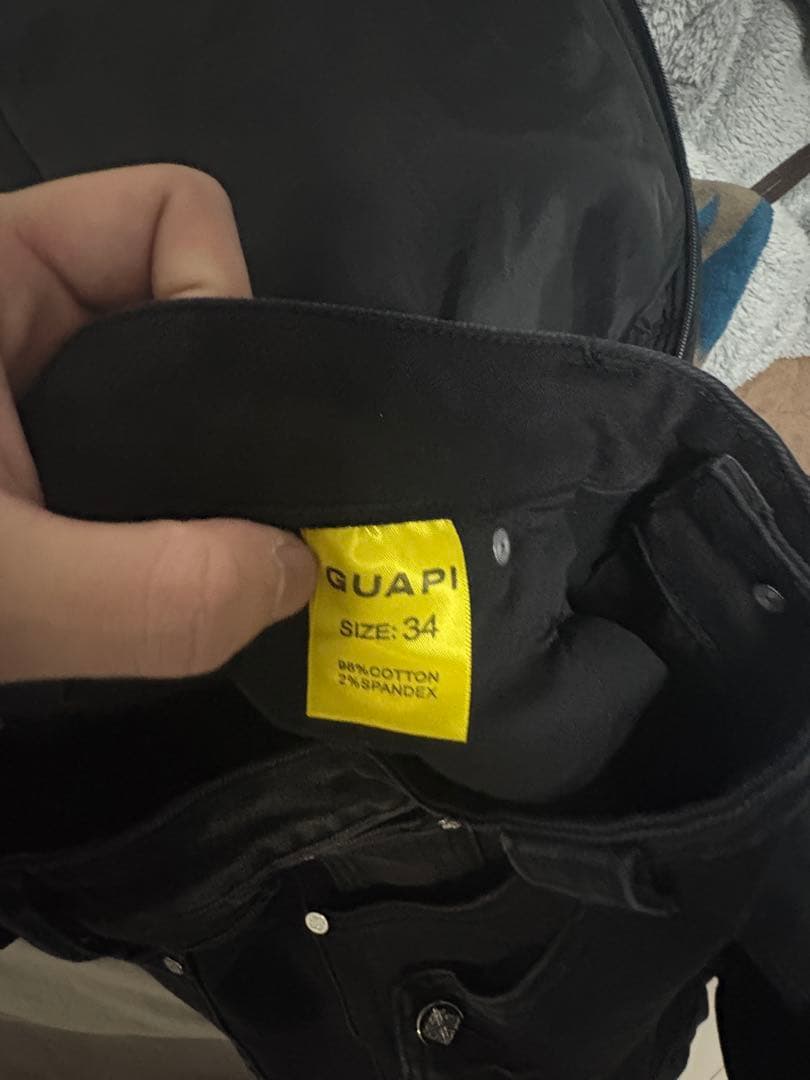 GUAPI
SIZE: 34
98%COTTON
2%SPANDEX